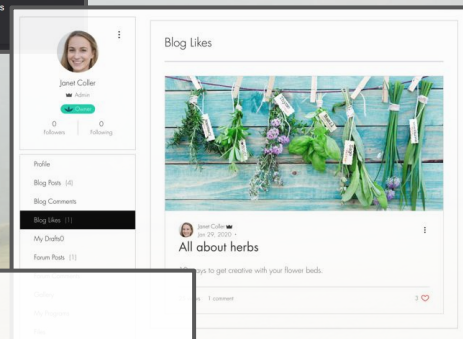 s
Janet Coller
Admin
Owner
0 0
Followers Following
Profile
Blog Posts (4)
Blog Comments
Blog Likes (1)
My Drafts0
Forum Posts (1)
Blog Likes
Janet Coller
Jan 29, 2020
All about herbs
ways to get creative with your flower beds.
1 comment
3